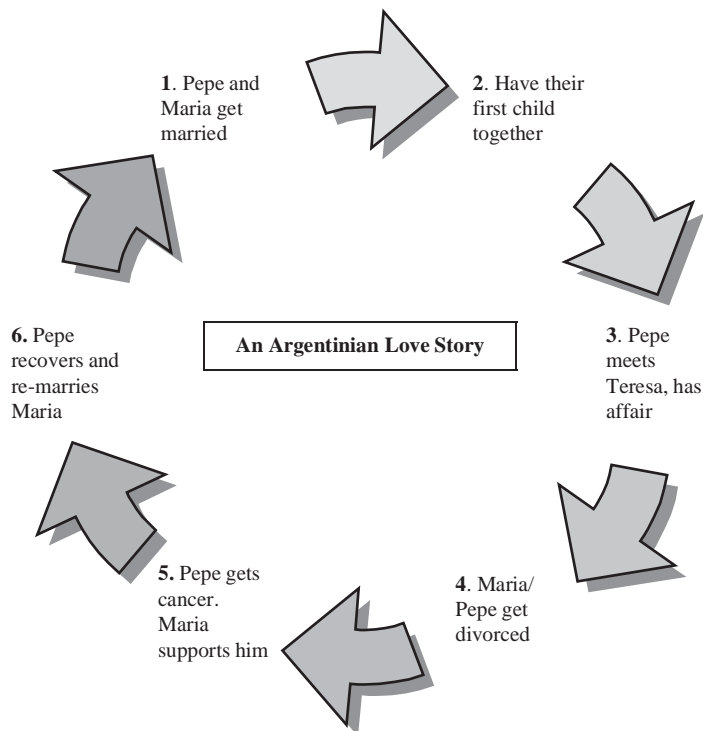 1. Pepe and
Maria get
married
2. Have their
first child
together
3. Pepe
meets
Teresa, has
affair
4. Maria/
Pepe get
divorced
5. Pepe gets
cancer.
Maria
supports him
6. Pepe
recovers and
re-marries
Maria
An Argentinian Love Story